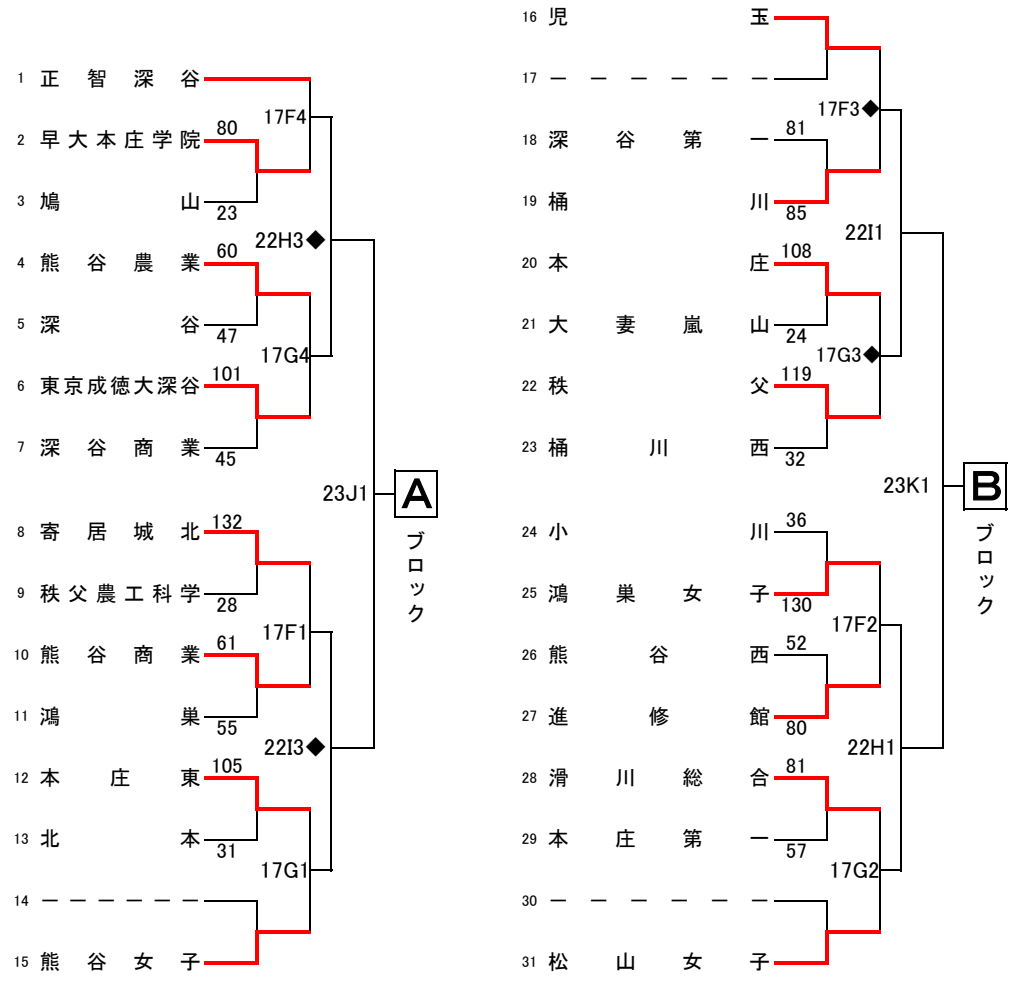 1 正智深谷
17F4
80
2 早大本庄学院
3 鳩山
23
22H3◆
60
4 熊谷農業
5 深谷
47
17G4
101
6 東京成徳大深谷
7 深谷商業
45
23J1
A
ブロック
132
8 寄居城北
9 秩父農工科学
28
17F1
61
10 熊谷商業
11 鴻巣
55
22I3◆
105
12 本庄東
13 北本
31
17G1
14 ーーーーーー
15 熊谷女子
16 児玉
17 ーーーーーー
17F3◆
81
18 深谷第一
19 桶川
85
22I1
108
20 本庄
21 大妻嵐山
24
17G3◆
119
22 秩父
23 桶川西
32
23K1
B
ブロック
36
24 小川
25 鴻巣女子
130
17F2
52
26 熊谷西
27 進修館
80
22H1
81
28 滑川総合
29 本庄第一
57
17G2
30 ーーーーーー
31 松山女子